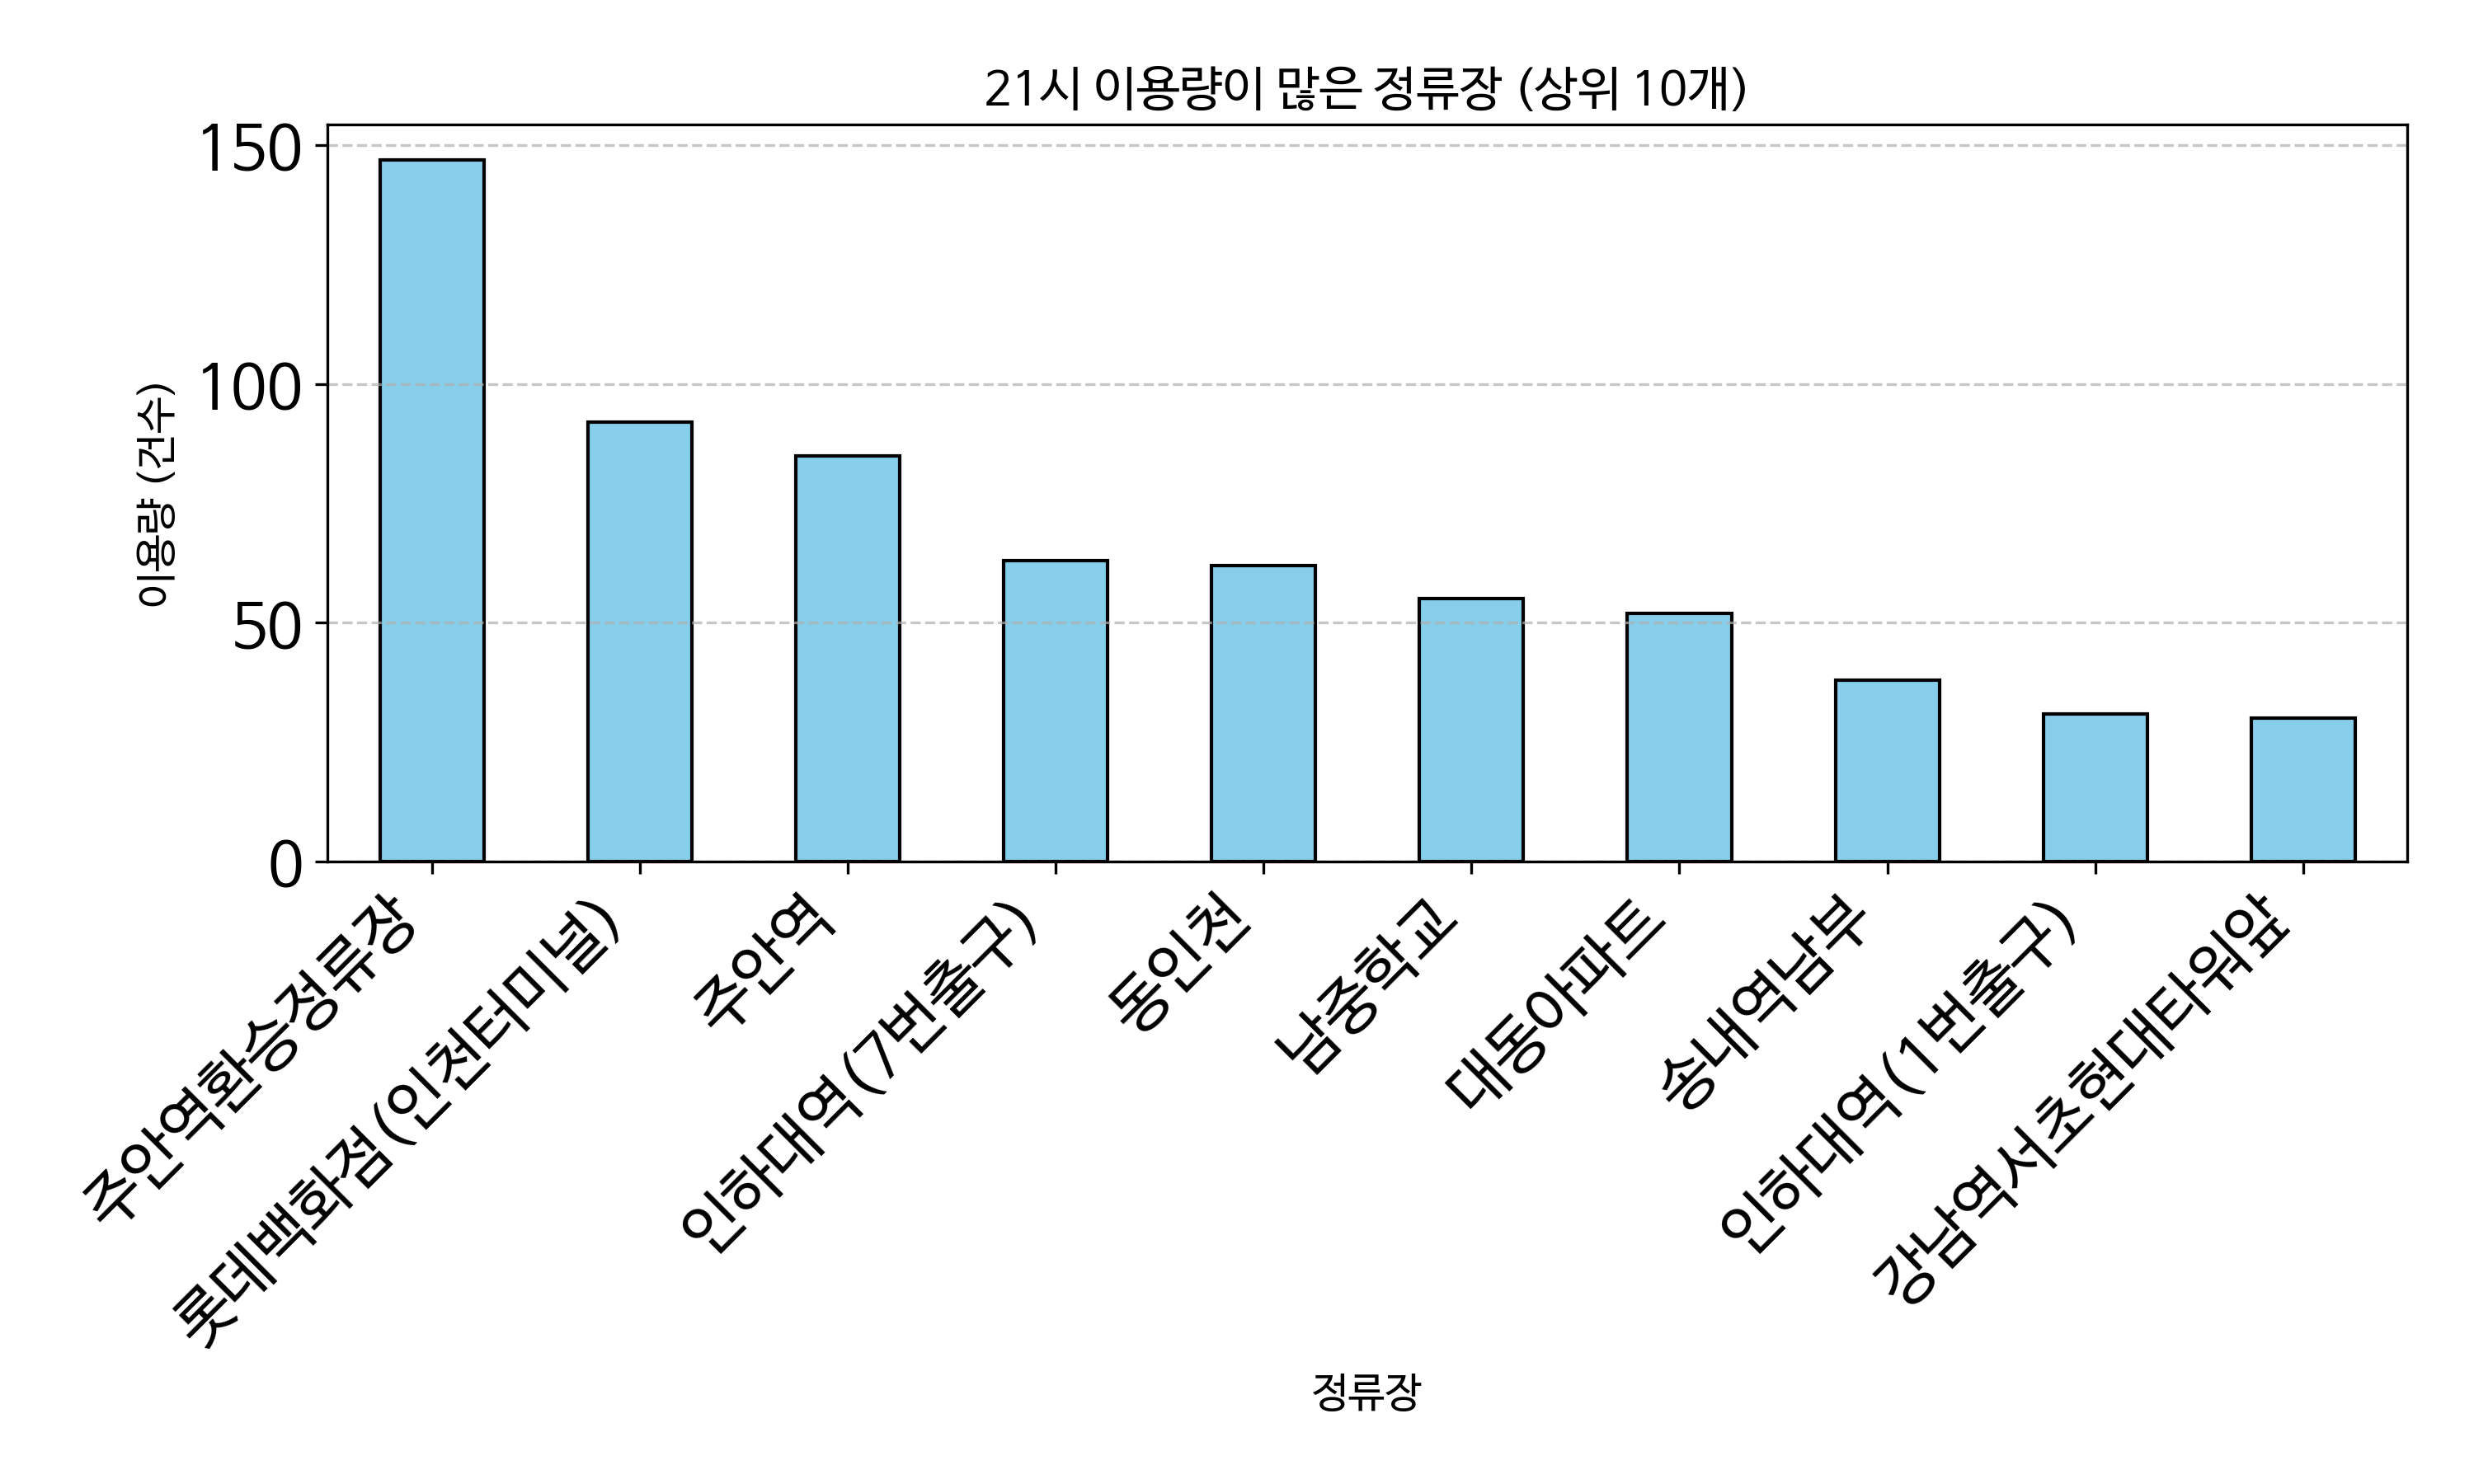 21시 이용량이 많은 정류장 (상위 10개)
이용량 (건수)
150
100
50
0
주안역환승정류장
롯데백화점(인천터미널)
주안역
인하대역(7번출구)
동인천
남중학교
대동아파트
송내역남부
인하대역(1번출구)
강남역서초현대타워앞
정류장